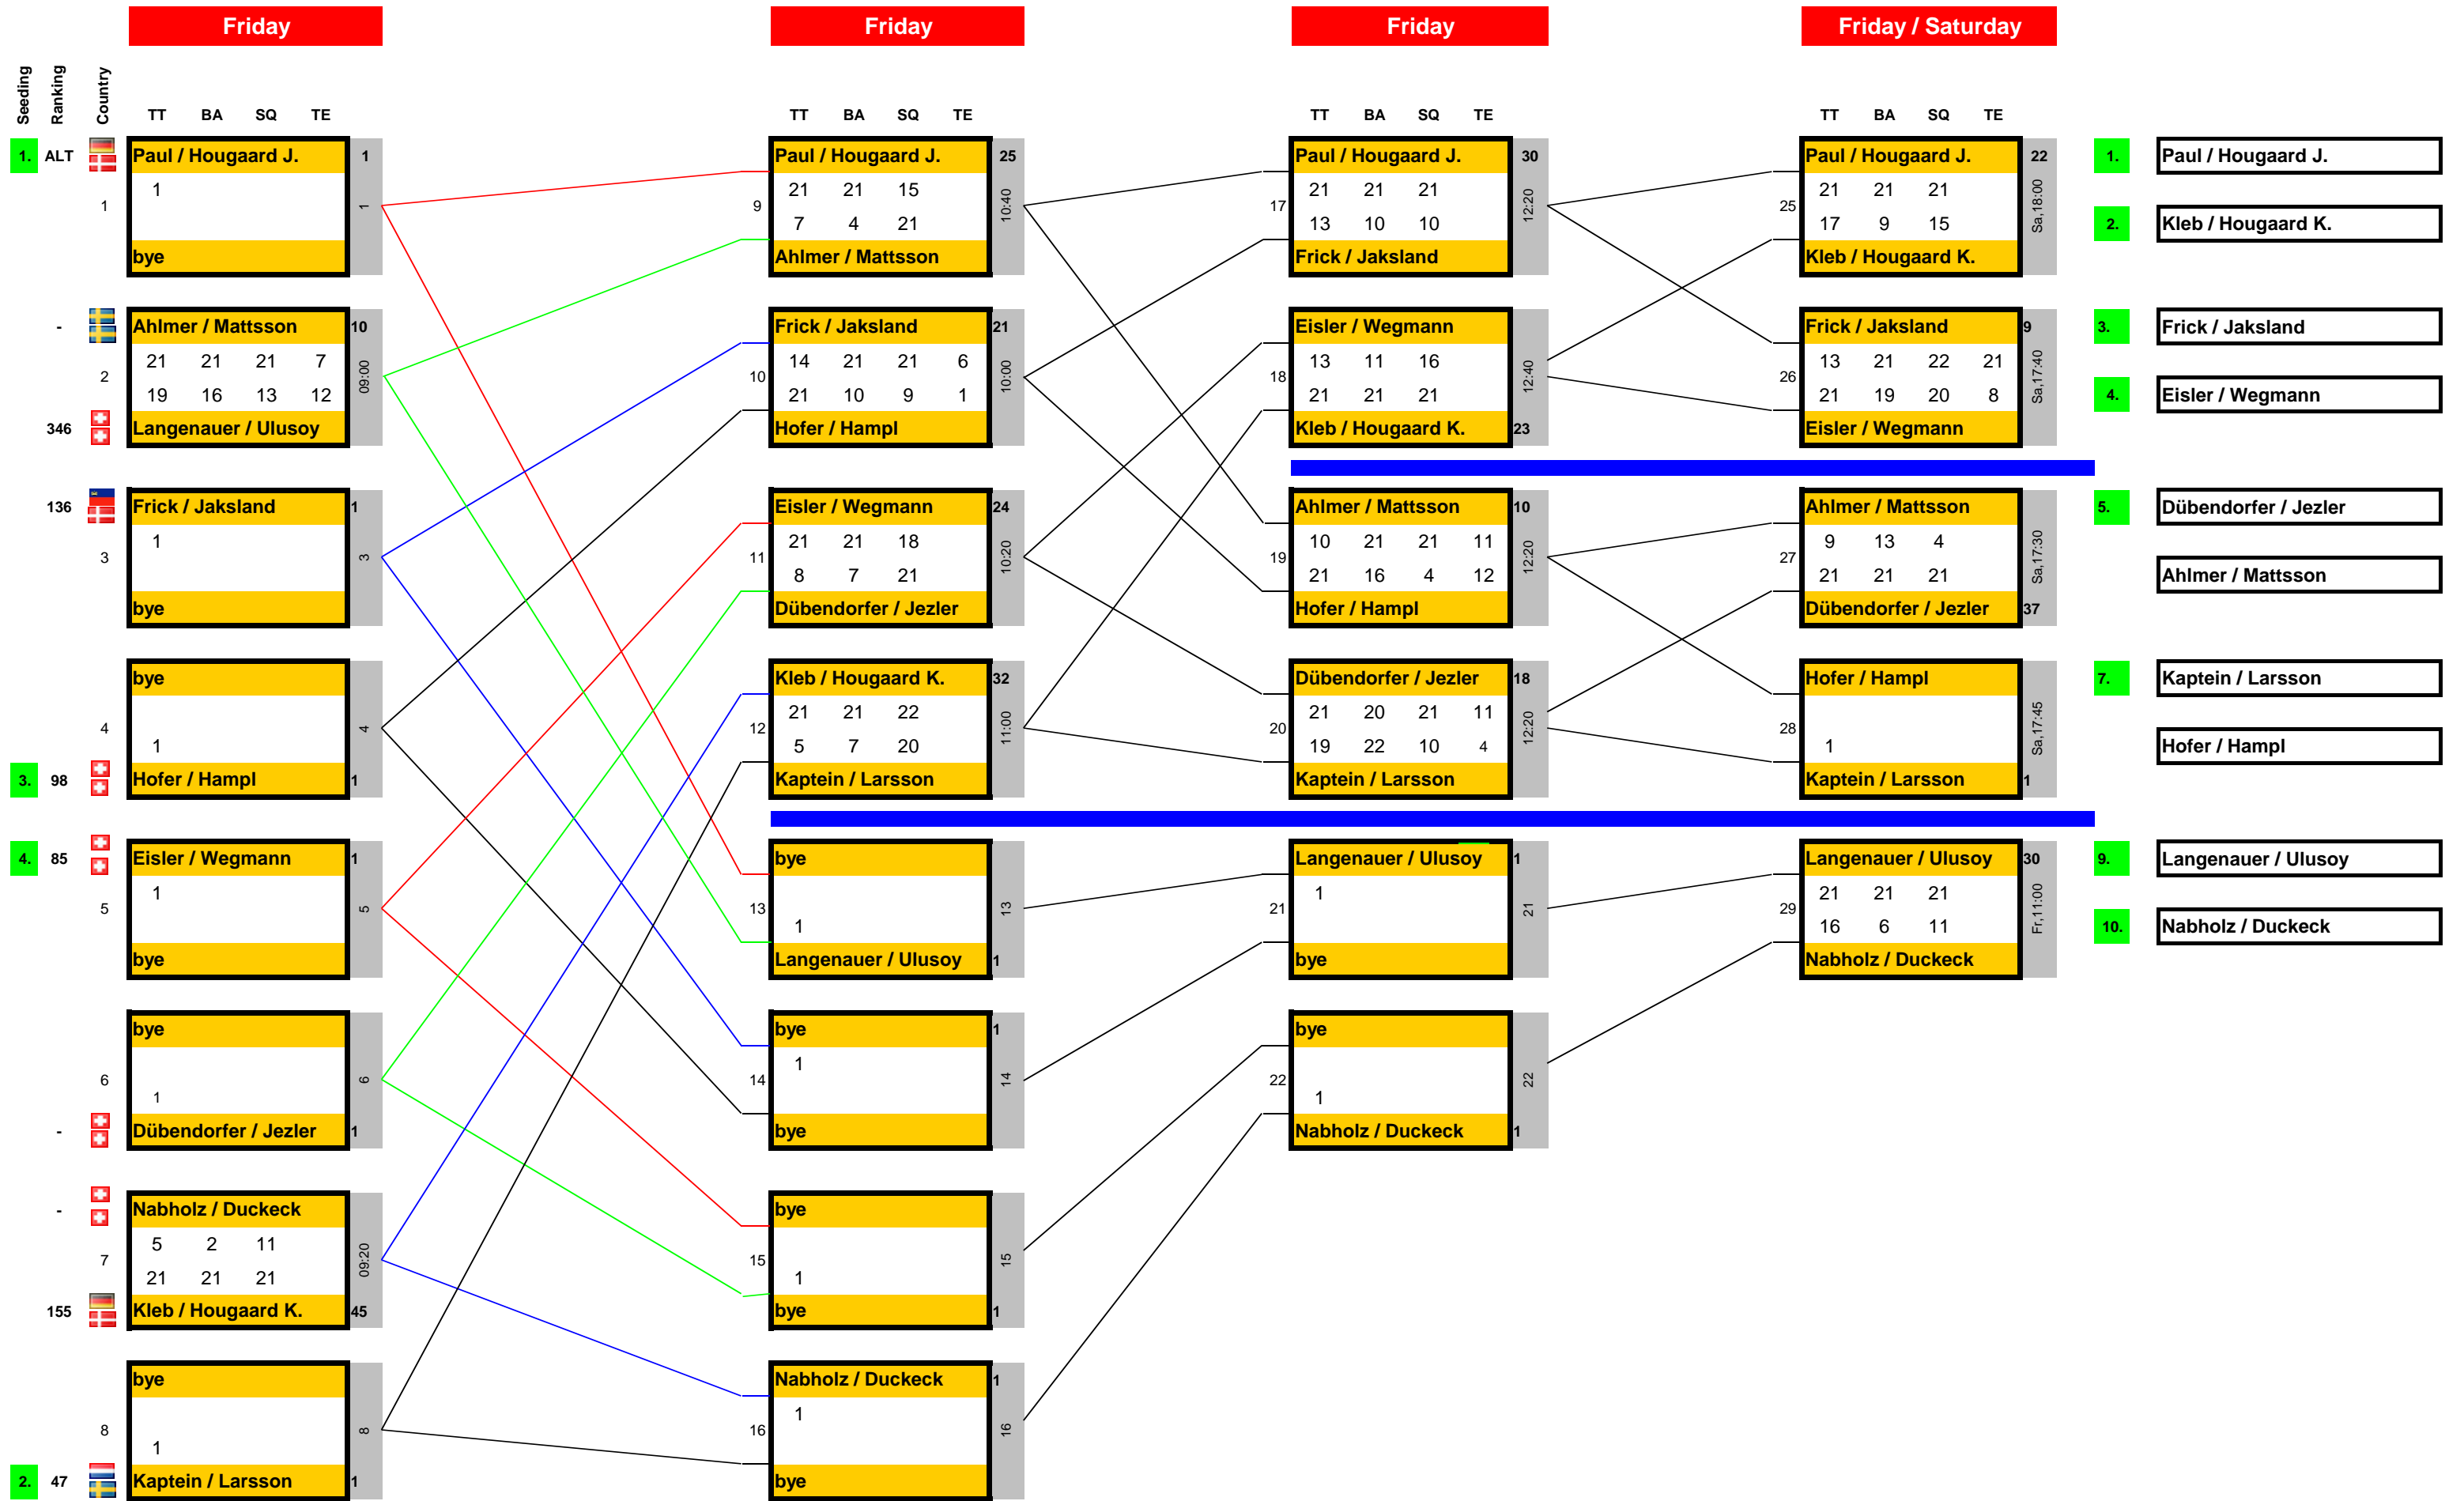 Friday
Friday
Friday
Friday / Saturday
Seeding
Ranking
Country
TT BA SQ TE
TT BA SQ TE
TT BA SQ TE
TT BA SQ TE
1. ALT
Paul / Hougaard J. 1
1
1
1
bye
- Ahlmer / Mattsson 10
21 21 21 7
2 09:00
19 16 13 12
346 Langenauer / Ulusoy
136 Frick / Jaksland 1
1
3 3
bye
bye
4 4
1
3. 98 Hofer / Hampl 1
4. 85 Eisler / Wegmann 1
1
5 5
bye
bye
6 6
1
- Dübendorfer / Jezler 1
- Nabholz / Duckeck
5 2 11
7 09:20
21 21 21
155 Kleb / Hougaard K. 45
bye
8 8
1
2. 47 Kaptein / Larsson 1
Paul / Hougaard J. 25
21 21 15
9 10:40
7 4 21
Ahlmer / Mattsson
Frick / Jaksland 21
14 21 21 6
10 10:00
21 10 9 1
Hofer / Hampl
Eisler / Wegmann 24
21 21 18
11 10:20
8 7 21
Dübendorfer / Jezler
Kleb / Hougaard K. 32
21 21 22
12 11:00
5 7 20
Kaptein / Larsson
bye
13 13
1
Langenauer / Ulusoy 1
bye 1
1
14 14
bye
bye
15 15
1
bye 1
Nabholz / Duckeck 1
1
16 16
bye
Paul / Hougaard J. 30
21 21 21
17 12:20
13 10 10
Frick / Jaksland
Eisler / Wegmann
13 11 16
18 12:40
21 21 21
Kleb / Hougaard K. 23
Ahlmer / Mattsson 10
10 21 21 11
19 12:20
21 16 4 12
Hofer / Hampl
Dübendorfer / Jezler 18
21 20 21 11
20 12:20
19 22 10 4
Kaptein / Larsson
Langenauer / Ulusoy 1
1
21 21
bye
bye
22 22
1
Nabholz / Duckeck 1
Paul / Hougaard J. 22
21 21 21
25 Sa,18:00
17 9 15
Kleb / Hougaard K.
Frick / Jaksland 9
13 21 22 21
26 Sa,17:40
21 19 20 8
Eisler / Wegmann
Ahlmer / Mattsson
9 13 4
27 Sa,17:30
21 21 21
Dübendorfer / Jezler 37
Hofer / Hampl
28 Sa,17:45
1
Kaptein / Larsson 1
Langenauer / Ulusoy 30
21 21 21
29 Fr,11:00
16 6 11
Nabholz / Duckeck
1. Paul / Hougaard J.
2. Kleb / Hougaard K.
3. Frick / Jaksland
4. Eisler / Wegmann
5. Dübendorfer / Jezler
Ahlmer / Mattsson
7. Kaptein / Larsson
Hofer / Hampl
9. Langenauer / Ulusoy
10. Nabholz / Duckeck